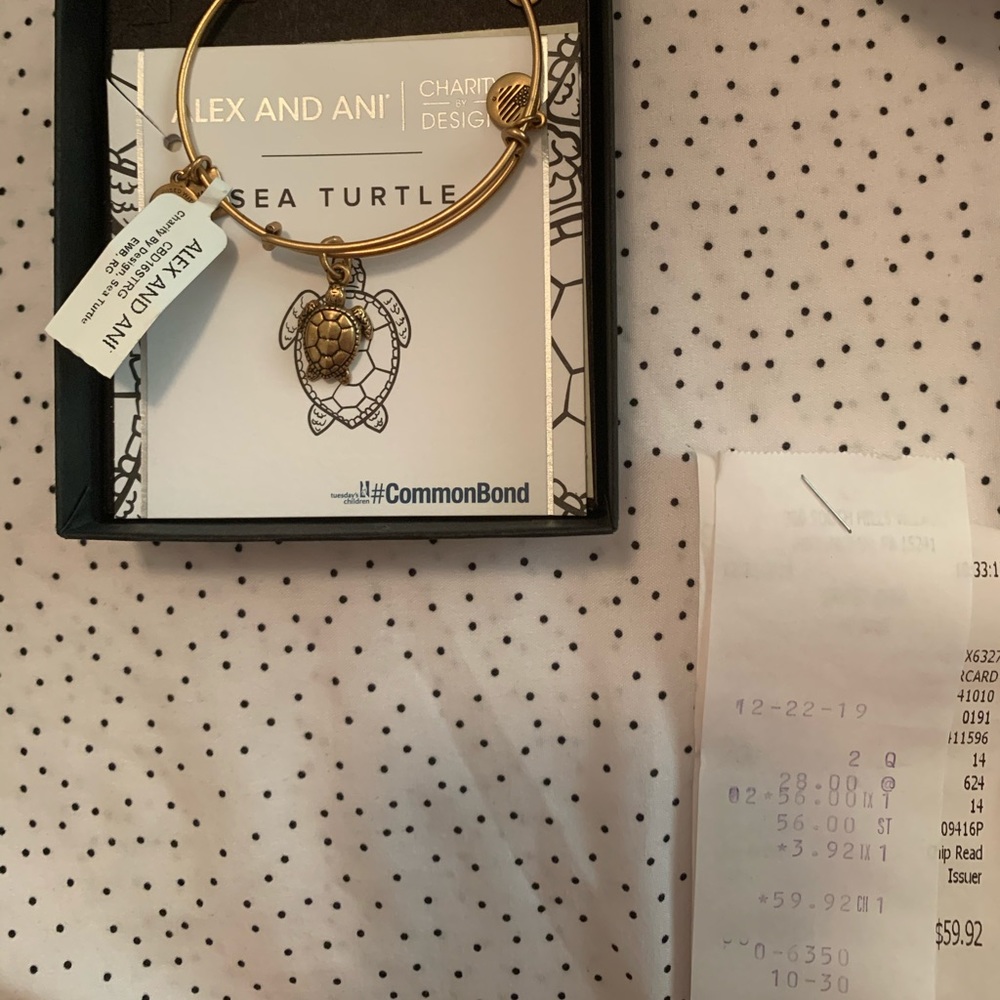 ALEX AND ANI
CHARITY
BY
DESIGN
SEA TURTLE
ALEX AND ANI
CBD16STRG
Charity By Design, Sea Turtle
EWB, RG
tuesday's
children
#CommonBond
12-22-19
2 Q
28.00 @
02*56.00TX 1
56.00 ST
*3.92TX 1
*59.92CH 1
0-6350
10-30
33:1
X6327
RCARD
41010
0191
411596
14
624
14
09416P
ip Read
Issuer
$59.92